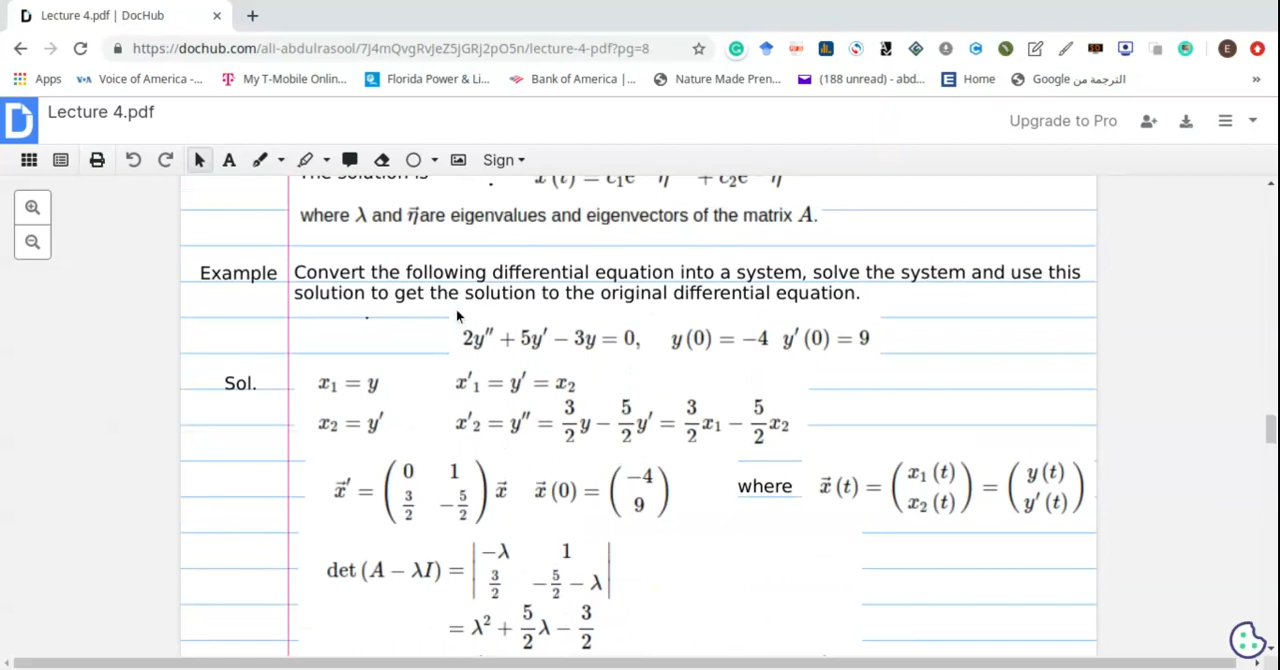 Lecture 4.pdf | DocHub
https://dochub.com/ali-abdulrasool/7J4mQvgRvJeZ5JGRJ2pO5n/lecture-4-pdf?pg=8
E
Apps VOA Voice of America -... My T-Mobile Onlin... Florida Power & Li... Bank of America |... Nature Made Pren... (188 unread) - abd... Home الترجمة من Google »
Lecture 4.pdf
Upgrade to Pro
A Sign
The solution is
where λ and η⃗ are eigenvalues and eigenvectors of the matrix A.
Example Convert the following differential equation into a system, solve the system and use this
solution to get the solution to the original differential equation.
2y″ + 5y′ − 3y = 0, y(0) = −4 y′(0) = 9
Sol. x₁ = y x′₁ = y′ = x₂
x₂ = y′ x′₂ = y″ = 3/2 y − 5/2 y′ = 3/2 x₁ − 5/2 x₂
x⃗′ = (0 1; 3/2 −5/2) x⃗ x⃗(0) = (−4; 9) where x⃗(t) = (x₁(t); x₂(t)) = (y(t); y′(t))
det(A − λI) = |−λ 1; 3/2 −5/2 − λ|
= λ² + 5/2 λ − 3/2